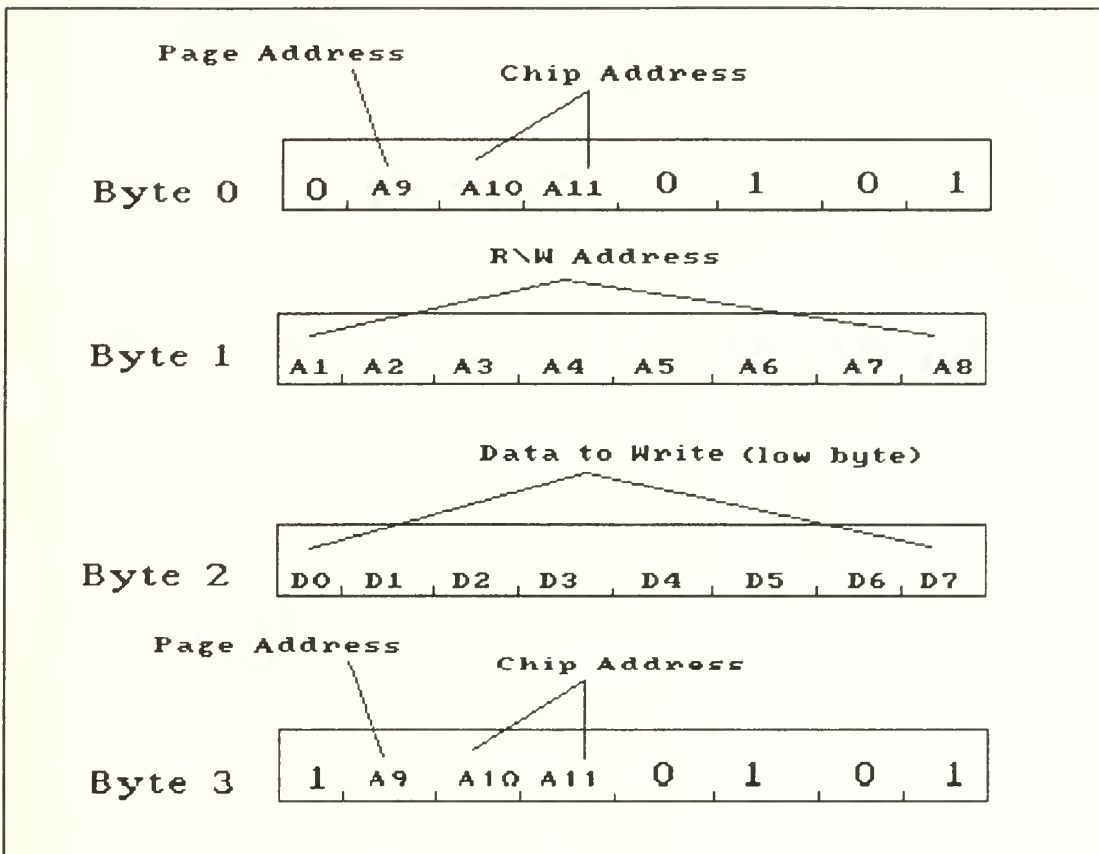 Page Address
Chip Address
Byte 0
0 A9 A10 A11 0 1 0 1
R\W Address
Byte 1
A1 A2 A3 A4 A5 A6 A7 A8
Data to Write (low byte)
Byte 2
D0 D1 D2 D3 D4 D5 D6 D7
Page Address
Chip Address
Byte 3
1 A9 A10 A11 0 1 0 1